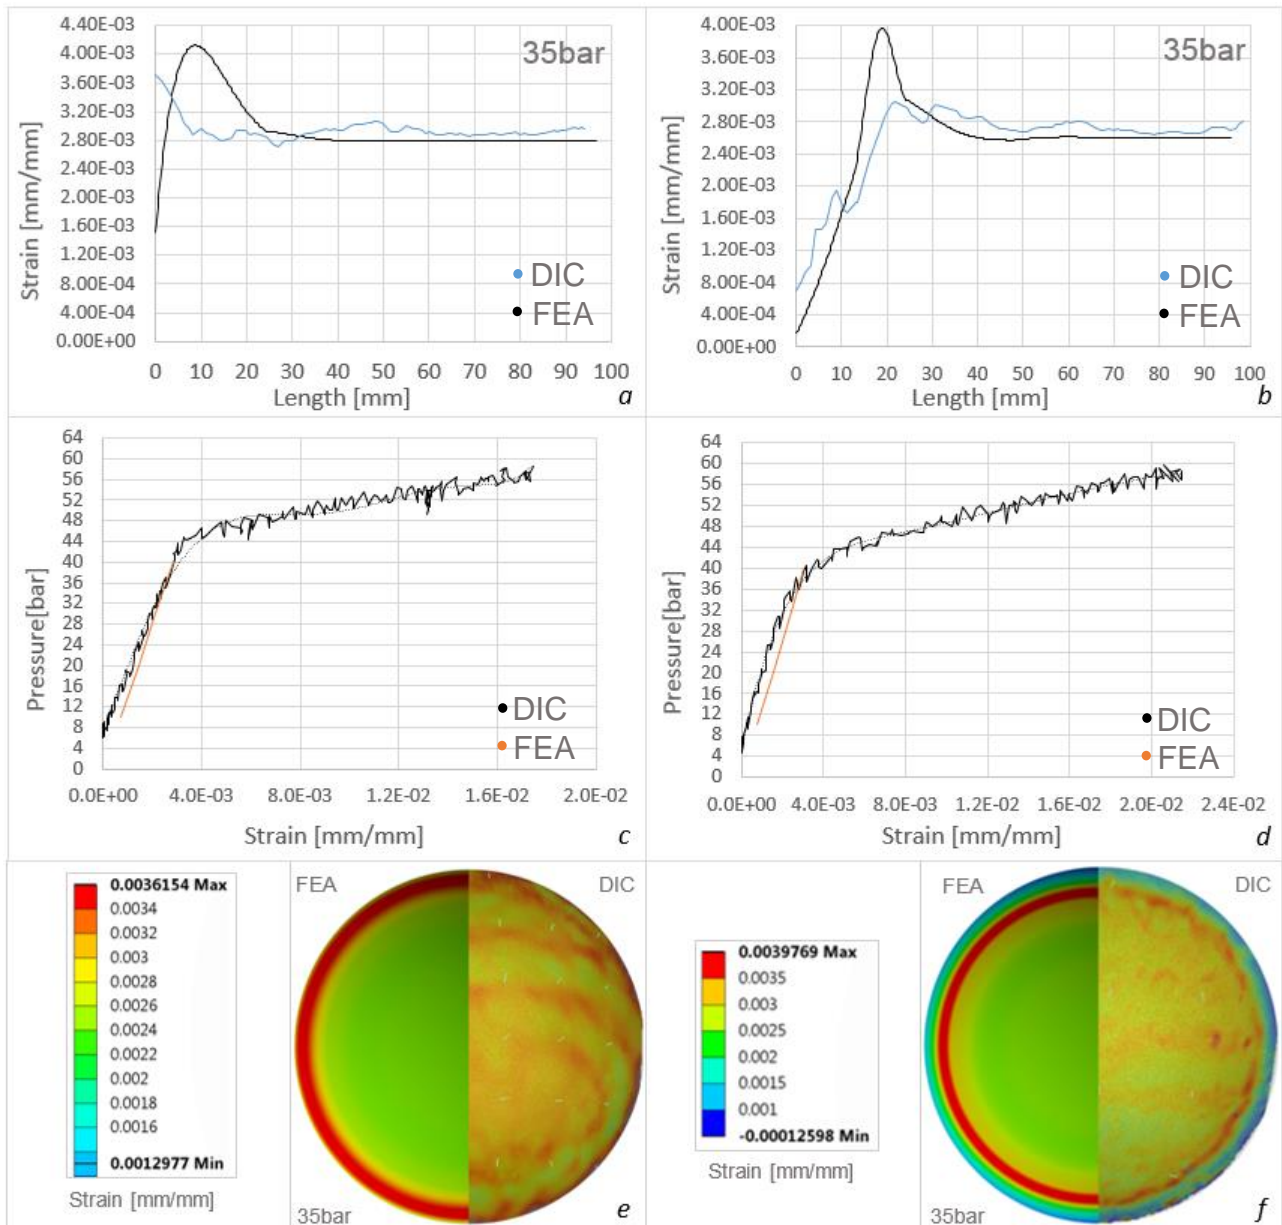 4.40E-03
4.00E-03
3.60E-03
3.20E-03
2.80E-03
2.40E-03
2.00E-03
1.60E-03
1.20E-03
8.00E-04
4.00E-04
0.00E+00
Strain [mm/mm]
35bar
DIC
FEA
0 10 20 30 40 50 60 70 80 90 100
Length [mm]
a
4.00E-03
3.60E-03
3.20E-03
2.80E-03
2.40E-03
2.00E-03
1.60E-03
1.20E-03
8.00E-04
4.00E-04
0.00E+00
Strain [mm/mm]
35bar
DIC
FEA
0 10 20 30 40 50 60 70 80 90 100
Length [mm]
b
64
60
56
52
48
44
40
36
32
28
24
20
16
12
8
4
0
Pressure[bar]
DIC
FEA
0.0E+00 4.0E-03 8.0E-03 1.2E-02 1.6E-02 2.0E-02
Strain [mm/mm]
c
64
60
56
52
48
44
40
36
32
28
24
20
16
12
8
4
0
Pressure[bar]
DIC
FEA
0.0E+00 4.0E-03 8.0E-03 1.2E-02 1.6E-02 2.0E-02 2.4E-02
Strain [mm/mm]
d
0.0036154 Max
0.0034
0.0032
0.003
0.0028
0.0026
0.0024
0.0022
0.002
0.0018
0.0016
0.0012977 Min
Strain [mm/mm]
FEA
DIC
35bar
e
0.0039769 Max
0.0035
0.003
0.0025
0.002
0.0015
0.001
-0.00012598 Min
Strain [mm/mm]
FEA
DIC
35bar
f